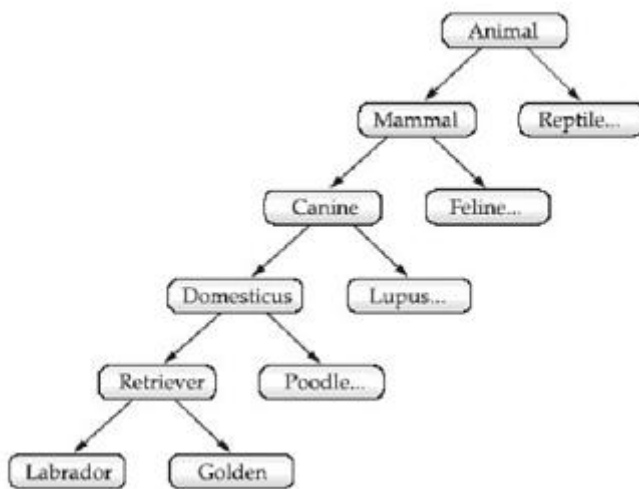 Animal
Mammal
Reptile...
Canine
Feline...
Domesticus
Lupus...
Retriever
Poodle...
Labrador
Golden